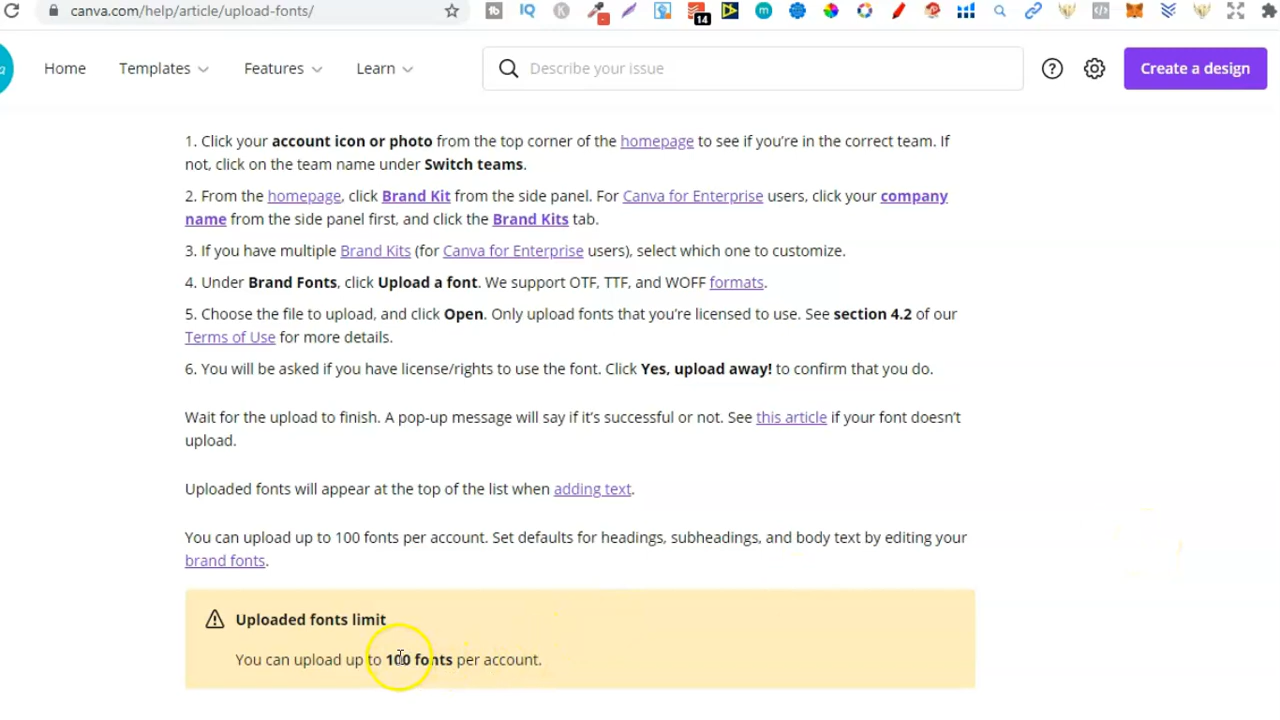 canva.com/help/article/upload-fonts/
14
Home
Templates
Features
Learn
Describe your issue
Create a design
1. Click your account icon or photo from the top corner of the homepage to see if you’re in the correct team. If
not, click on the team name under Switch teams.
2. From the homepage, click Brand Kit from the side panel. For Canva for Enterprise users, click your company
name from the side panel first, and click the Brand Kits tab.
3. If you have multiple Brand Kits (for Canva for Enterprise users), select which one to customize.
4. Under Brand Fonts, click Upload a font. We support OTF, TTF, and WOFF formats.
5. Choose the file to upload, and click Open. Only upload fonts that you’re licensed to use. See section 4.2 of our
Terms of Use for more details.
6. You will be asked if you have license/rights to use the font. Click Yes, upload away! to confirm that you do.
Wait for the upload to finish. A pop-up message will say if it’s successful or not. See this article if your font doesn’t
upload.
Uploaded fonts will appear at the top of the list when adding text.
You can upload up to 100 fonts per account. Set defaults for headings, subheadings, and body text by editing your
brand fonts.
Uploaded fonts limit
You can upload up to 100 fonts per account.